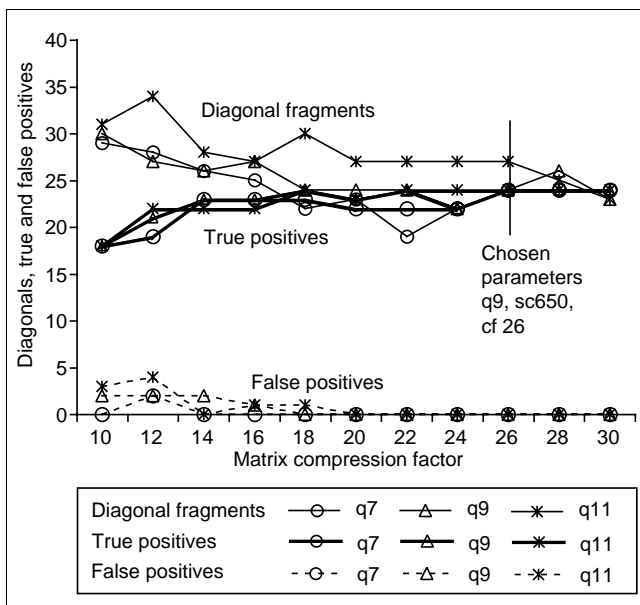 Diagonals, true and false positives
40
35
30
25
20
15
10
5
0
Diagonal fragments
True positives
False positives
Chosen
parameters
q9, sc650,
cf 26
10 12 14 16 18 20 22 24 26 28 30
Matrix compression factor
Diagonal fragments q7 q9 q11
True positives q7 q9 q11
False positives q7 q9 q11